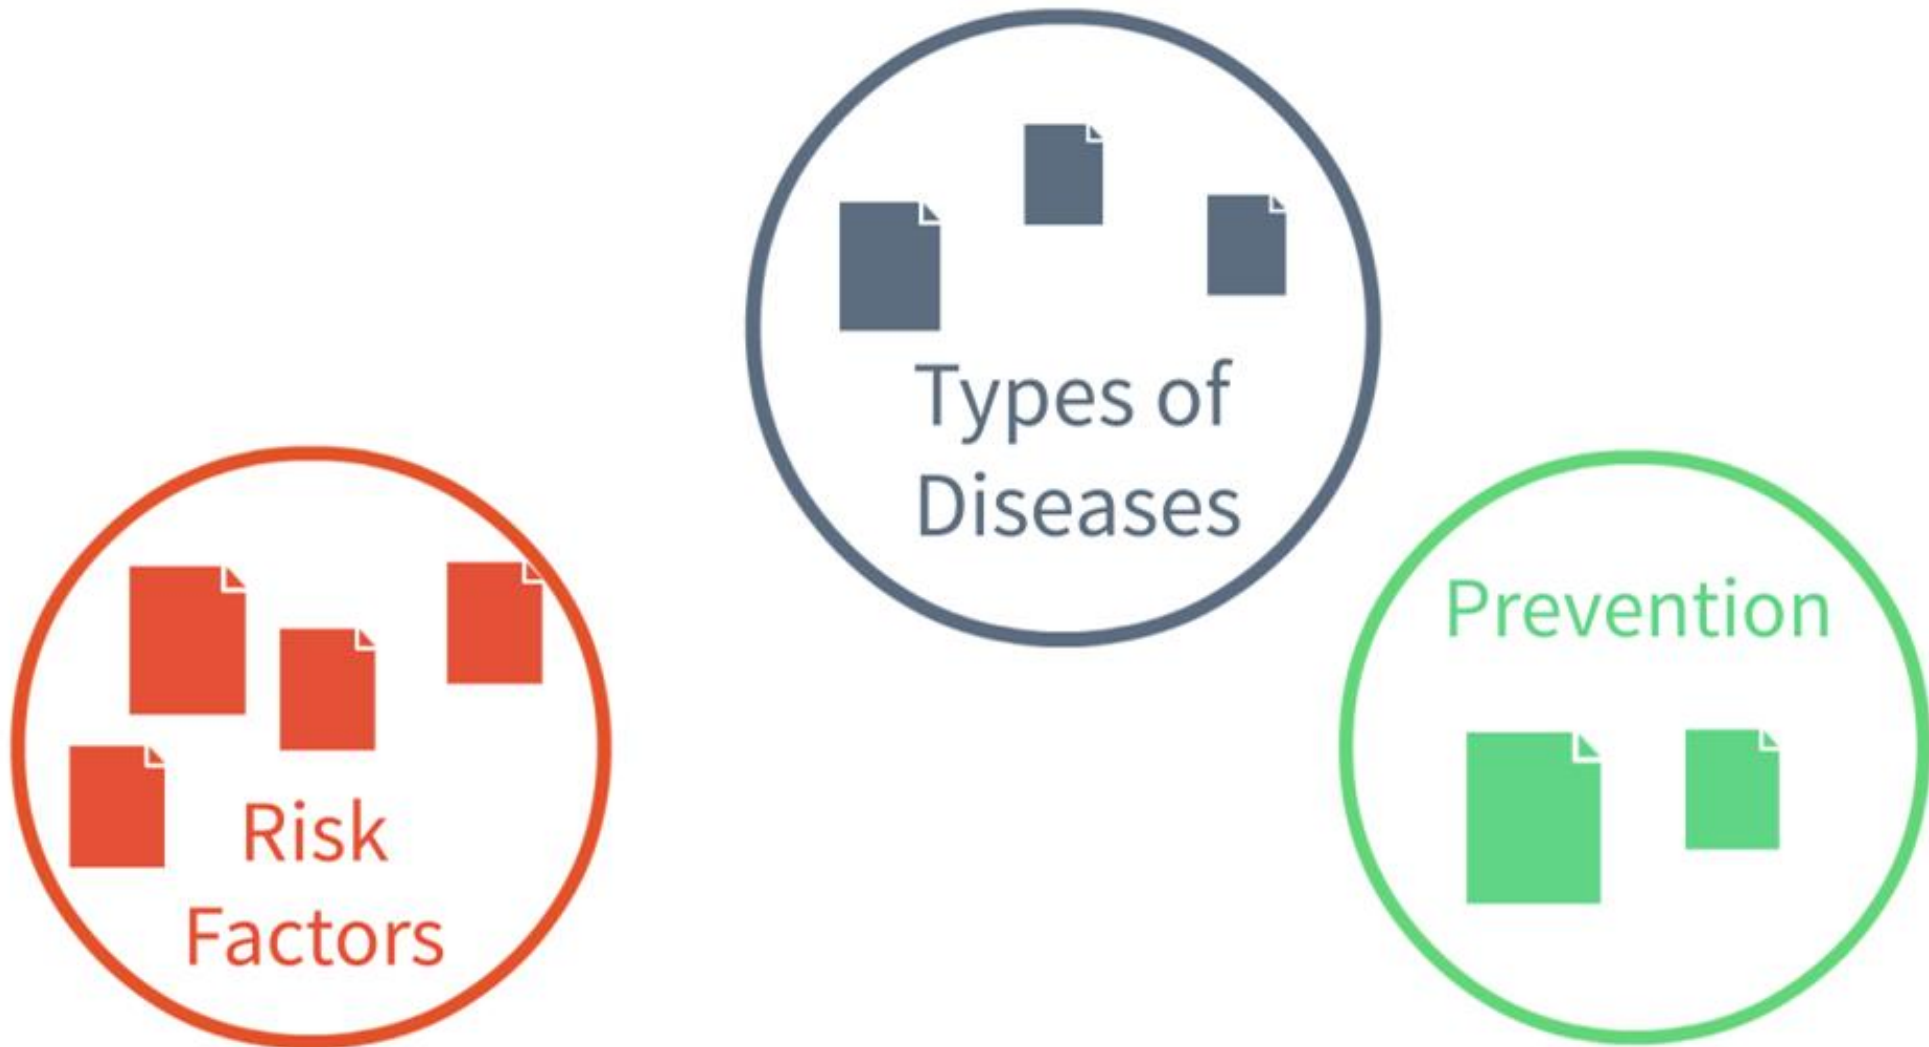 Types of
Diseases
Risk
Factors
Prevention